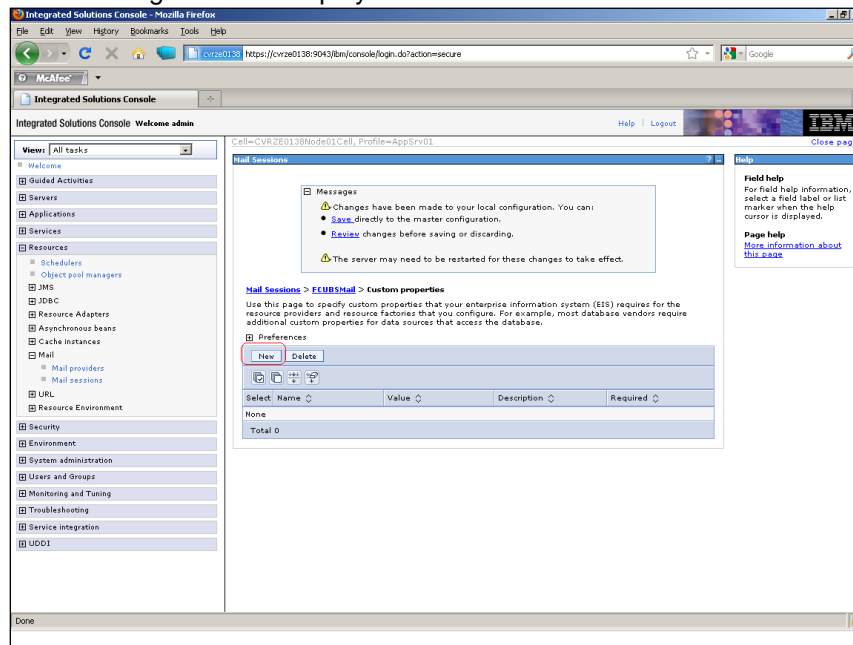 Integrated Solutions Console - Mozilla Firefox
File Edit View History Bookmarks Tools Help
cvrze0138 https://cvrze0138:9043/ibm/console/login.do?action=secure
Google
McAfee
Integrated Solutions Console
Integrated Solutions Console Welcome admin
Help | Logout
IBM
View: All tasks
Welcome
Guided Activities
Servers
Applications
Services
Resources
Schedulers
Object pool managers
JMS
JDBC
Resource Adapters
Asynchronous beans
Cache instances
Mail
Mail providers
Mail sessions
URL
Resource Environment
Security
Environment
System administration
Users and Groups
Monitoring and Tuning
Troubleshooting
Service integration
UDDI
Cell=CVRZE0138Node01Cell, Profile=AppSrv01
Close pag
Mail Sessions
Messages
Changes have been made to your local configuration. You can:
Save directly to the master configuration.
Review changes before saving or discarding.
The server may need to be restarted for these changes to take effect.
Mail Sessions > FCUBSMail > Custom properties
Use this page to specify custom properties that your enterprise information system (EIS) requires for the
resource providers and resource factories that you configure. For example, most database vendors require
additional custom properties for data sources that access the database.
Preferences
New Delete
Select Name Value Description Required
None
Total 0
Help
Field help
For field help information,
select a field label or list
marker when the help
cursor is displayed.
Page help
More information about
this page
Done